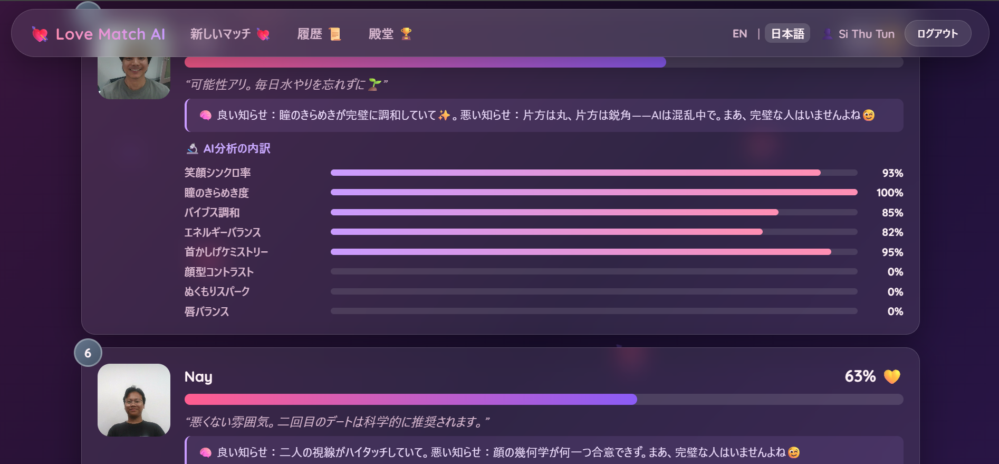 Love Match AI
新しいマッチ
履歴
殿堂
EN | 日本語
Si Thu Tun
ログアウト
“可能性アリ。毎日水やりを忘れずに🌱”
🧠 良い知らせ：瞳のきらめきが完璧に調和していて✨。悪い知らせ：片方は丸、片方は鋭角——AIは混乱中で。まあ、完璧な人はいませんよね😉
🔬 AI分析の内訳
笑顔シンクロ率 93%
瞳のきらめき度 100%
バイブス調和 85%
エネルギーバランス 82%
首かしげケミストリー 95%
顔型コントラスト 0%
ぬくもりスパーク 0%
唇バランス 0%
6
Nay 63%
“悪くない雰囲気。二回目のデートは科学的に推奨されます。”
🧠 良い知らせ：二人の視線がハイタッチしていて。悪い知らせ：顔の幾何学が何一つ合意できず。まあ、完璧な人はいませんよね😉